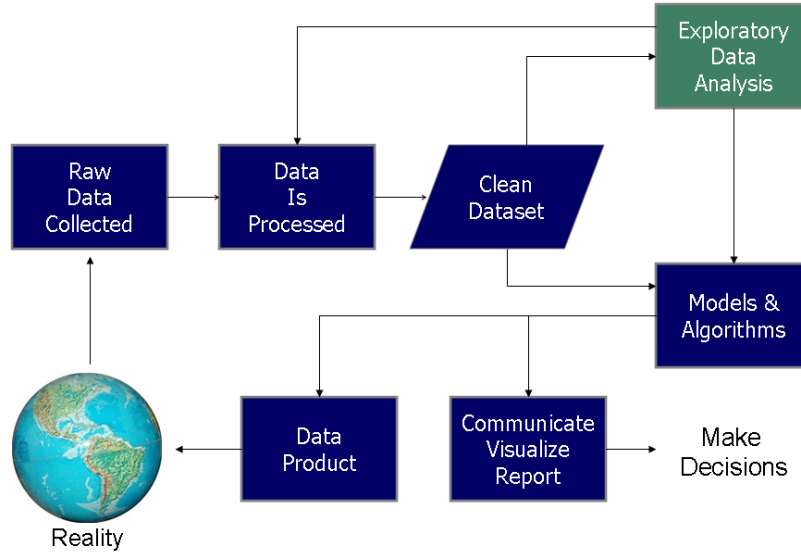 Exploratory
Data
Analysis
Raw
Data
Collected
Data
Is
Processed
Clean
Dataset
Models &
Algorithms
Data
Product
Communicate
Visualize
Report
Make
Decisions
Reality